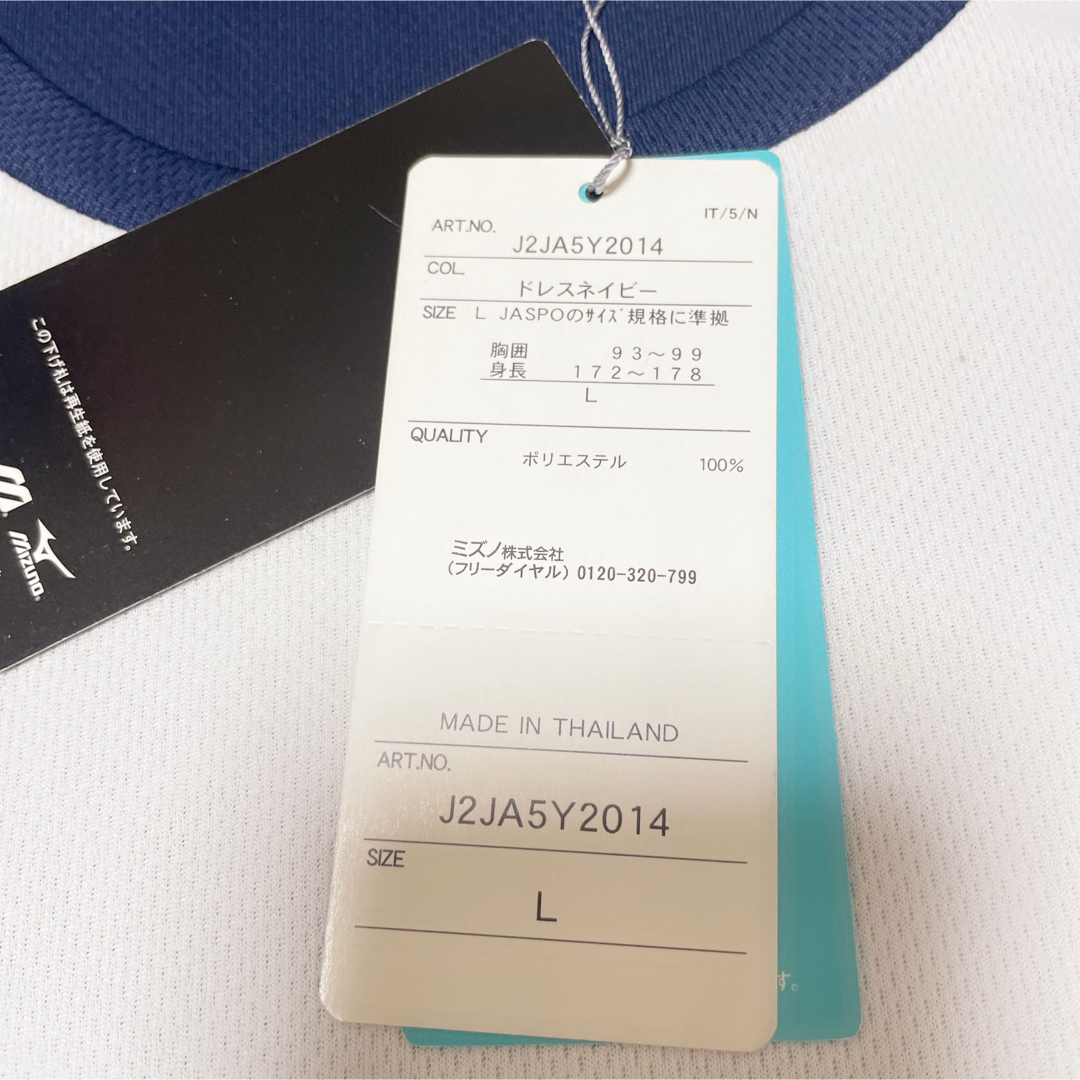 IT/5/N
ART.NO.
J2JA5Y2014
COL.
ドレスネイビー
SIZE L JASPOのｻｲｽﾞ規格に準拠
胸囲 93～99
身長 172～178
L
QUALITY
ポリエステル 100%
ミズノ株式会社
(フリーダイヤル) 0120-320-799
MADE IN THAILAND
ART.NO.
J2JA5Y2014
SIZE
L
この下げ札は再生紙を使用しています。
MIZUNO
す。